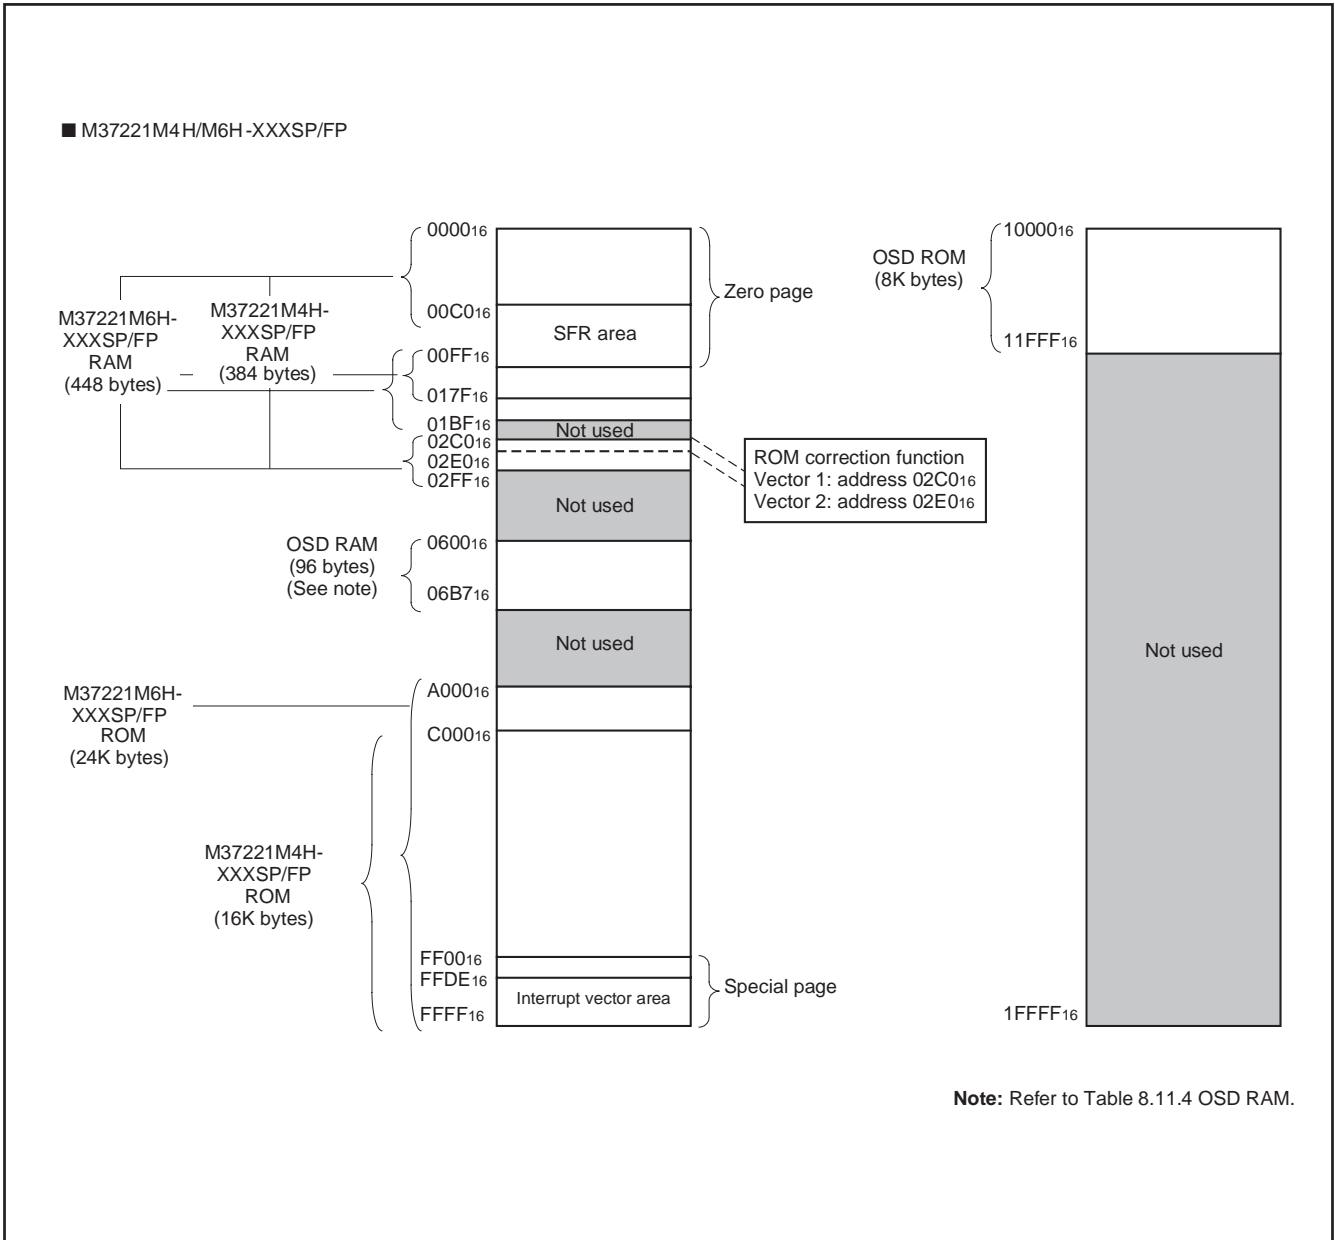 ■ M37221M4H/M6H-XXXSP/FP
M37221M6H-
XXXSP/FP
RAM
(448 bytes)
M37221M4H-
XXXSP/FP
RAM
(384 bytes)
0000₁₆
00C0₁₆
00FF₁₆
017F₁₆
01BF₁₆
02C0₁₆
02E0₁₆
02FF₁₆
SFR area
Zero page
Not used
ROM correction function
Vector 1: address 02C0₁₆
Vector 2: address 02E0₁₆
Not used
OSD RAM
(96 bytes)
(See note)
0600₁₆
06B7₁₆
Not used
M37221M6H-
XXXSP/FP
ROM
(24K bytes)
A000₁₆
C000₁₆
M37221M4H-
XXXSP/FP
ROM
(16K bytes)
FF00₁₆
FFDE₁₆
FFFF₁₆
Interrupt vector area
Special page
OSD ROM
(8K bytes)
10000₁₆
11FFF₁₆
Not used
1FFFF₁₆
Note: Refer to Table 8.11.4 OSD RAM.